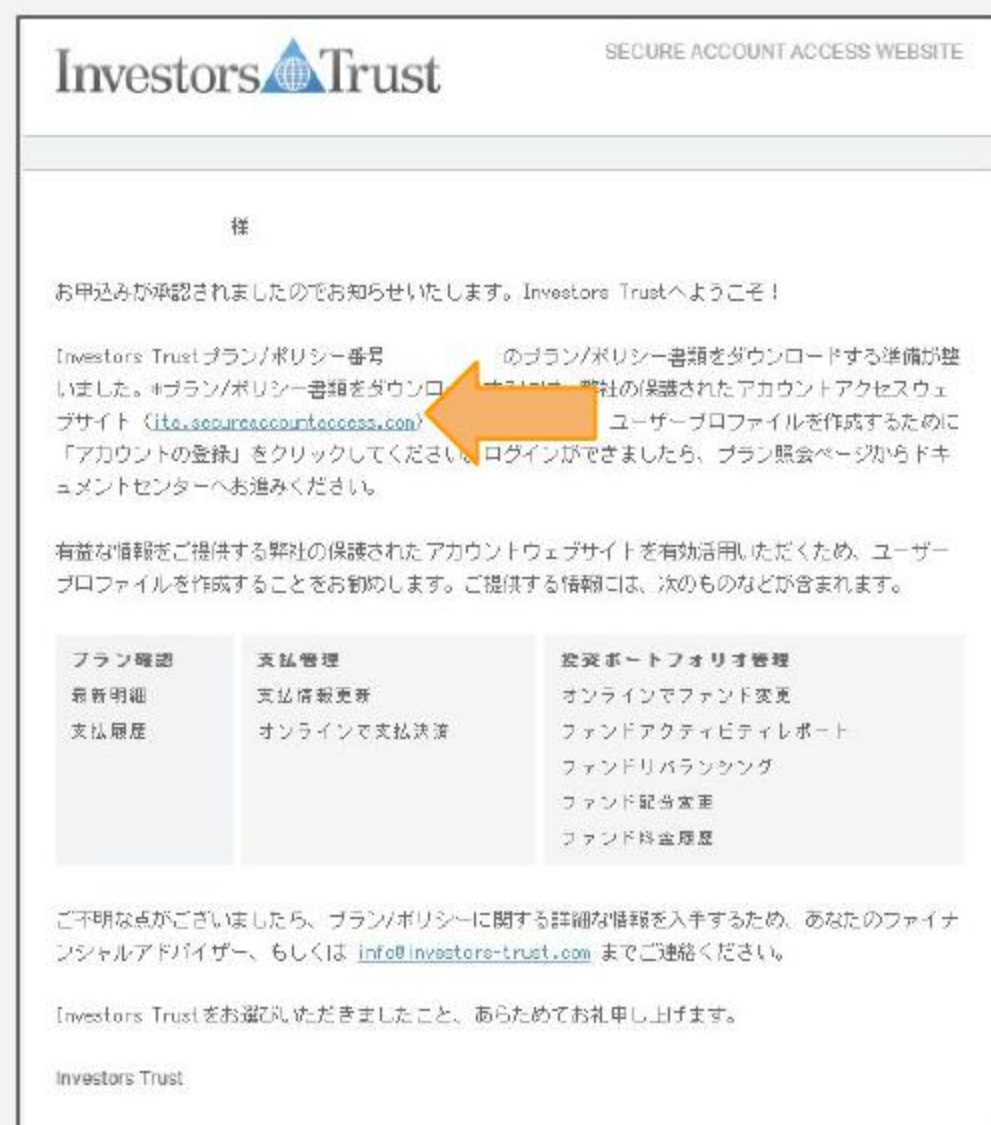 Investors Trust
SECURE ACCOUNT ACCESS WEBSITE
様
お申込みが承認されましたのでお知らせいたします。Investors Trustへようこそ！
Investors Trustプラン/ポリシー番号 のプラン/ポリシー書類をダウンロードする準備が整
いました。*プラン/ポリシー書類をダウンロ 弊社の保護されたアカウントアクセスウェ
ブサイト (ita.secureaccountaccess.com) ユーザープロファイルを作成するために
「アカウントの登録」をクリックしてください。ログインができましたら、プラン照会ページからドキ
ュメントセンターへお進みください。
有益な情報をご提供する弊社の保護されたアカウントウェブサイトを有効活用いただくため、ユーザー
プロファイルを作成することをお勧めします。ご提供する情報には、次のものなどが含まれます。
プラン確認 支払管理 投資ポートフォリオ管理
最新明細 支払情報更新 オンラインでファンド変更
支払履歴 オンラインで支払決済 ファンドアクティビティレポート
ファンドリバランシング
ファンド配分変更
ファンド料金履歴
ご不明な点がございましたら、プラン/ポリシーに関する詳細な情報を入手するため、あなたのファイナ
ンシャルアドバイザー、もしくは info@investors-trust.com までご連絡ください。
Investors Trustをお選びいただきましたこと、あらためてお礼申し上げます。
Investors Trust